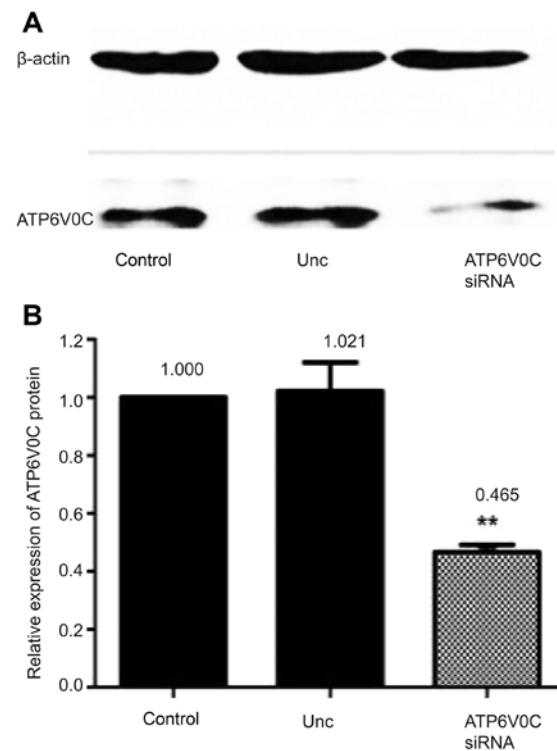 A
β-actin
ATP6V0C
Control
Unc
ATP6V0C
siRNA
B
Relative expression of ATP6V0C protein
1.2
1.0
0.8
0.6
0.4
0.2
0.0
1.000
1.021
0.465
**
Control
Unc
ATP6V0C
siRNA